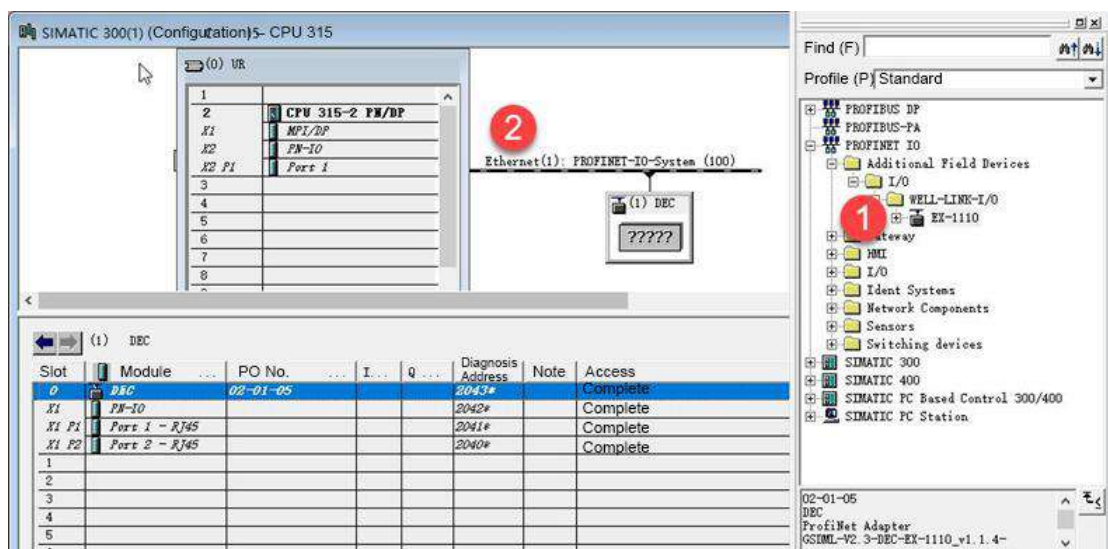 SIMATIC 300(1) (Configuration)5- CPU 315
(0) UR
1
2 CPU 315-2 PN/DP
X1 MPI/DP
X2 PN-IO
X2 P1 Port 1
3
4
5
6
7
8
2
Ethernet(1): PROFINET-IO-System (100)
(1) DEC
?????
(1) DEC
Slot Module ... PO No. ... I... Q ... Diagnosis Address Note Access
0 DEC 02-01-05 2043* Complete
X1 PN-IO 2042* Complete
X1 P1 Port 1 - RJ45 2041* Complete
X1 P2 Port 2 - RJ45 2040* Complete
1
2
3
4
5
Find (F)
Profile (P) Standard
PROFIBUS DP
PROFIBUS-PA
PROFINET IO
Additional Field Devices
I/O
WELL-LINK-I/O
1
EX-1110
HMI
I/O
Ident Systems
Network Components
Sensors
Switching devices
SIMATIC 300
SIMATIC 400
SIMATIC PC Based Control 300/400
SIMATIC PC Station
02-01-05
DEC
ProfiNet Adapter
GSDML-V2.3-DEC-EX-1110_v1.1.4-